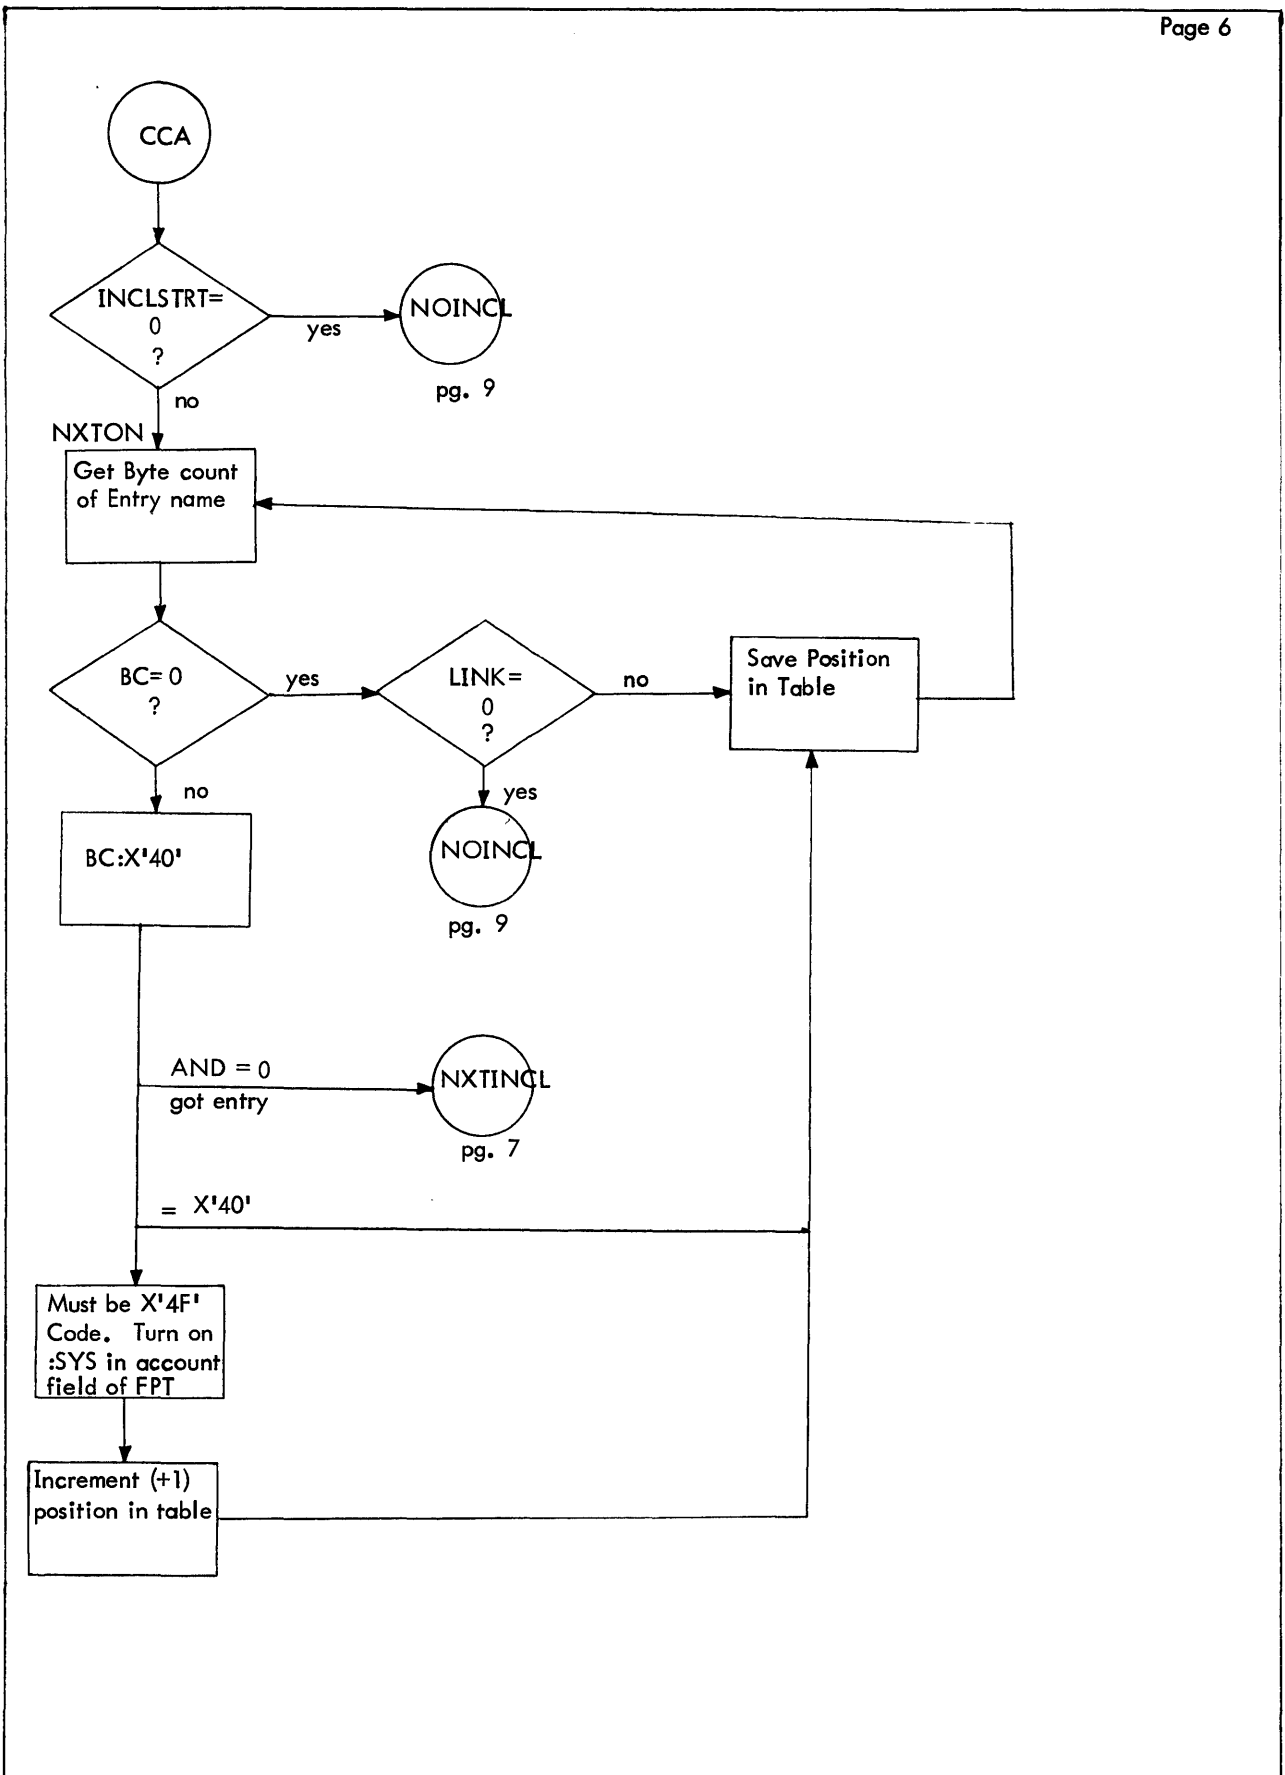 Page 6
CCA
INCLSTRT=
0
?
yes
NOINCL
pg. 9
no
NXTON
Get Byte count
of Entry name
BC= 0
?
yes
LINK=
0
?
no
Save Position
in Table
no
yes
BC:X'40'
NOINCL
pg. 9
AND = 0
got entry
NXTINCL
pg. 7
= X'40'
Must be X'4F'
Code. Turn on
:SYS in account
field of FPT
Increment (+1)
position in table